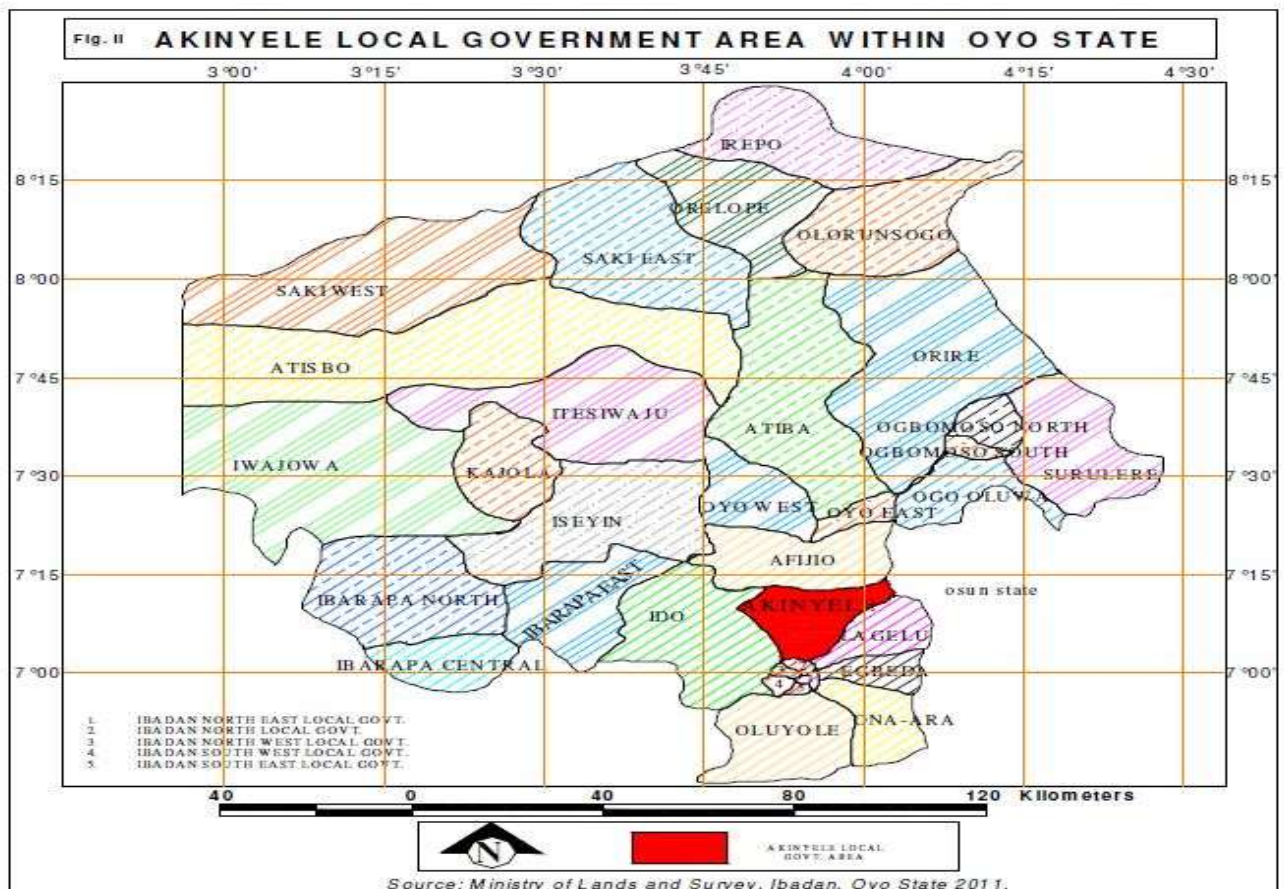 Fig. II AKINYELE LOCAL GOVERNMENT AREA WITHIN OYO STATE
3°00' 3°15' 3°30' 3°45' 4°00' 4°15' 4°30'
IREPO
8°15' 8°15'
ORELOPE
OLORUNSOGO
SAKI EAST
8°00' 8°00'
SAKI WEST
ORIRE
ATISBO
7°45' 7°45'
ITESIWAJU
ATIBA
OGBOMOSO NORTH
OGBOMOSO SOUTH
IWAJOWA
KAJOLA
SURULERE
7°30' 7°30'
OGO OLUWA
OYO WEST
OYO EAST
ISEYIN
AFIJIO
7°15' 7°15'
osun state
IBARAPA NORTH
IBARAPA EAST
IDO
AKINYELE
LAGELU
IBARAPA CENTRAL
EGBEDA
7°00' 7°00'
4
ONA-ARA
OLUYOLE
1. IBADAN NORTH EAST LOCAL GOVT.
2 IBADAN NORTH LOCAL GOVT.
3 IBADAN NORTH WEST LOCAL GOVT.
4. IBADAN SOUTH WEST LOCAL GOVT.
5. IBADAN SOUTH EAST LOCAL GOVT.
40 0 40 80 120 Kilometers
N
AKINYELE LOCAL
GOVT. AREA
Source: Ministry of Lands and Survey, Ibadan, Oyo State 2011.